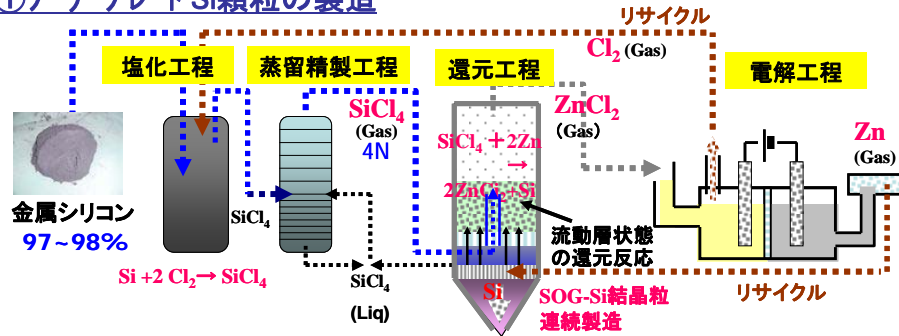 リサイクル
Cl₂ (Gas)
塩化工程
蒸留精製工程
還元工程
電解工程
SiCl₄
(Gas)
4N
ZnCl₂
(Gas)
Zn
(Gas)
SiCl₄＋2Zn
→
2ZnCl₂+Si
金属シリコン
97~98%
SiCl₄
流動層状態
の還元反応
Si +2 Cl₂→ SiCl₄
SiCl₄
(Liq)
Si
SOG-Si結晶粒
連続製造
リサイクル